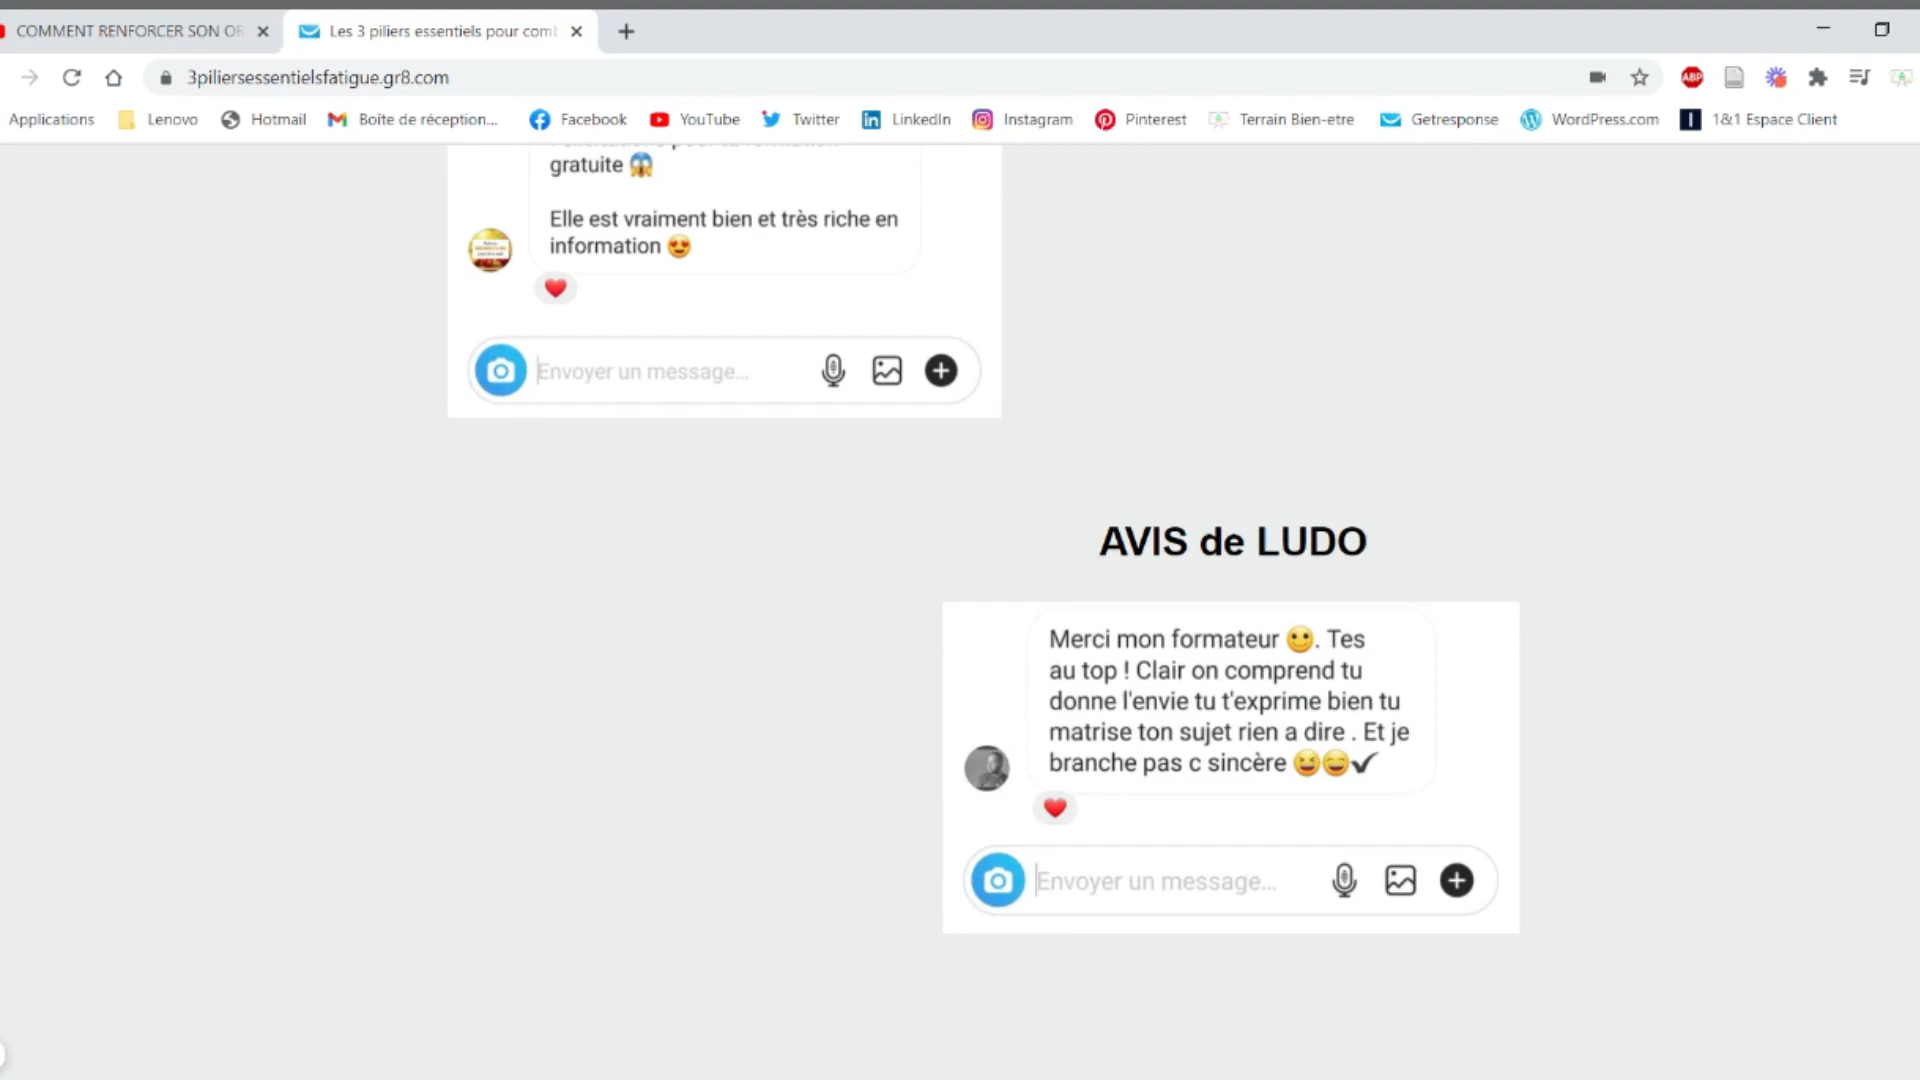 COMMENT RENFORCER SON OR
Les 3 piliers essentiels pour com
3piliersessentielsfatigue.gr8.com
ABP
Applications
Lenovo
Hotmail
Boîte de réception...
Facebook
YouTube
Twitter
LinkedIn
Instagram
Pinterest
Terrain Bien-etre
Getresponse
WordPress.com
1&1 Espace Client
gratuite 😱
Elle est vraiment bien et très riche en
information 😍
Envoyer un message...
AVIS de LUDO
Merci mon formateur 🙂. Tes
au top ! Clair on comprend tu
donne l'envie tu t'exprime bien tu
matrise ton sujet rien a dire . Et je
branche pas c sincère 😆😄✔
Envoyer un message...